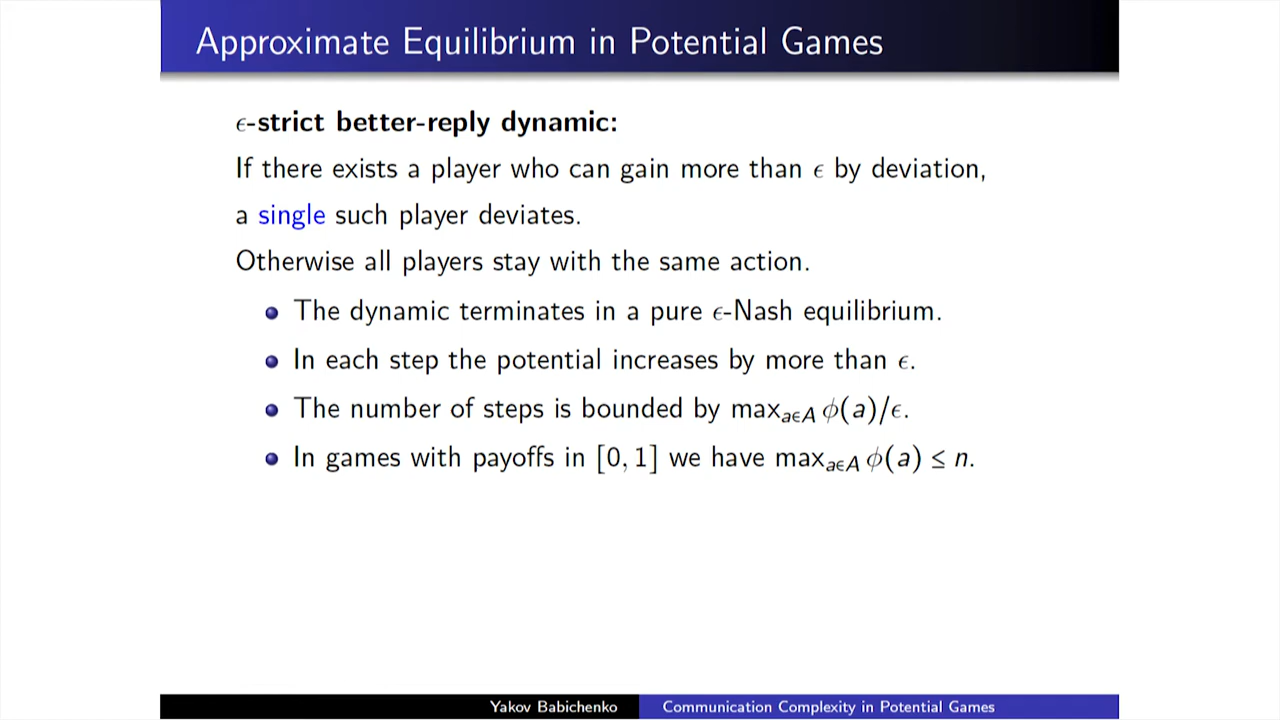 Approximate Equilibrium in Potential Games
ϵ-strict better-reply dynamic:
If there exists a player who can gain more than ϵ by deviation,
a single such player deviates.
Otherwise all players stay with the same action.
The dynamic terminates in a pure ϵ-Nash equilibrium.
In each step the potential increases by more than ϵ.
The number of steps is bounded by max_{aϵA} ϕ(a)/ϵ.
In games with payoffs in [0, 1] we have max_{aϵA} ϕ(a) ≤ n.
Yakov Babichenko
Communication Complexity in Potential Games